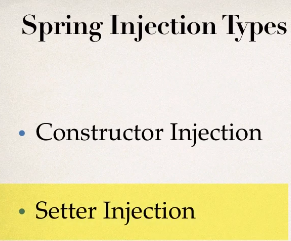 Spring Injection Types
• Constructor Injection
• Setter Injection